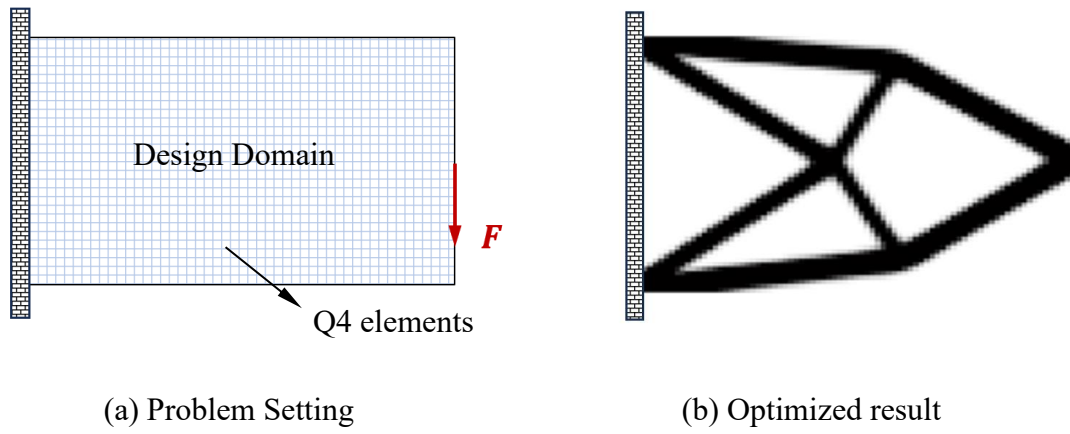 Design Domain
F
Q4 elements
(a) Problem Setting
(b) Optimized result